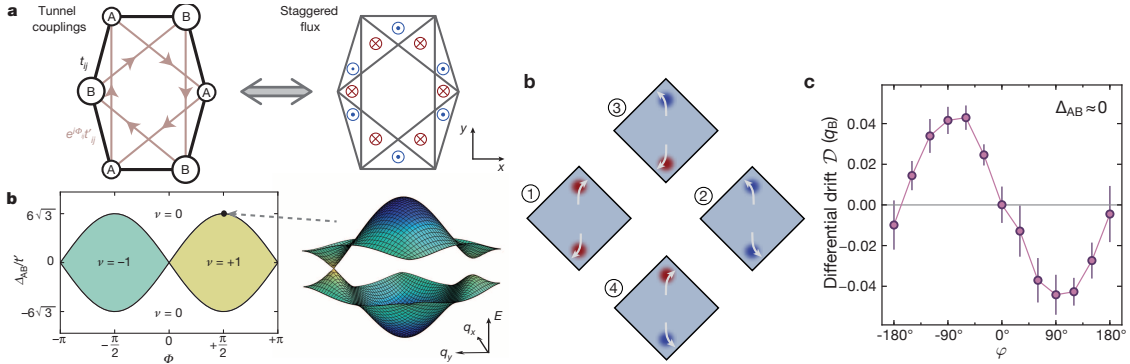 a
Tunnel
couplings
A
B
t_ij
B
A
e^iΦ_ij t′_ij
A
B
Staggered
flux
y
x
b
6√3
0
−6√3
Δ_AB/t′
ν = 0
ν = −1
ν = +1
ν = 0
−π
−π/2
Φ
+π/2
+π
E
q_x
q_y
b
③
①
②
④
c
Δ_AB ≈ 0
Differential drift 𝒟 (q_B)
0.04
0.02
0.00
-0.02
-0.04
-180°
-90°
0°
90°
180°
φ